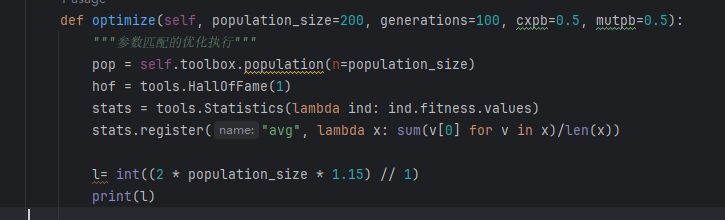 usage
def optimize(self, population_size=200, generations=100, cxpb=0.5, mutpb=0.5):
"""参数匹配的优化执行"""
pop = self.toolbox.population(n=population_size)
hof = tools.HallOfFame(1)
stats = tools.Statistics(lambda ind: ind.fitness.values)
stats.register( name: "avg", lambda x: sum(v[0] for v in x)/len(x))
l= int((2 * population_size * 1.15) // 1)
print(l)